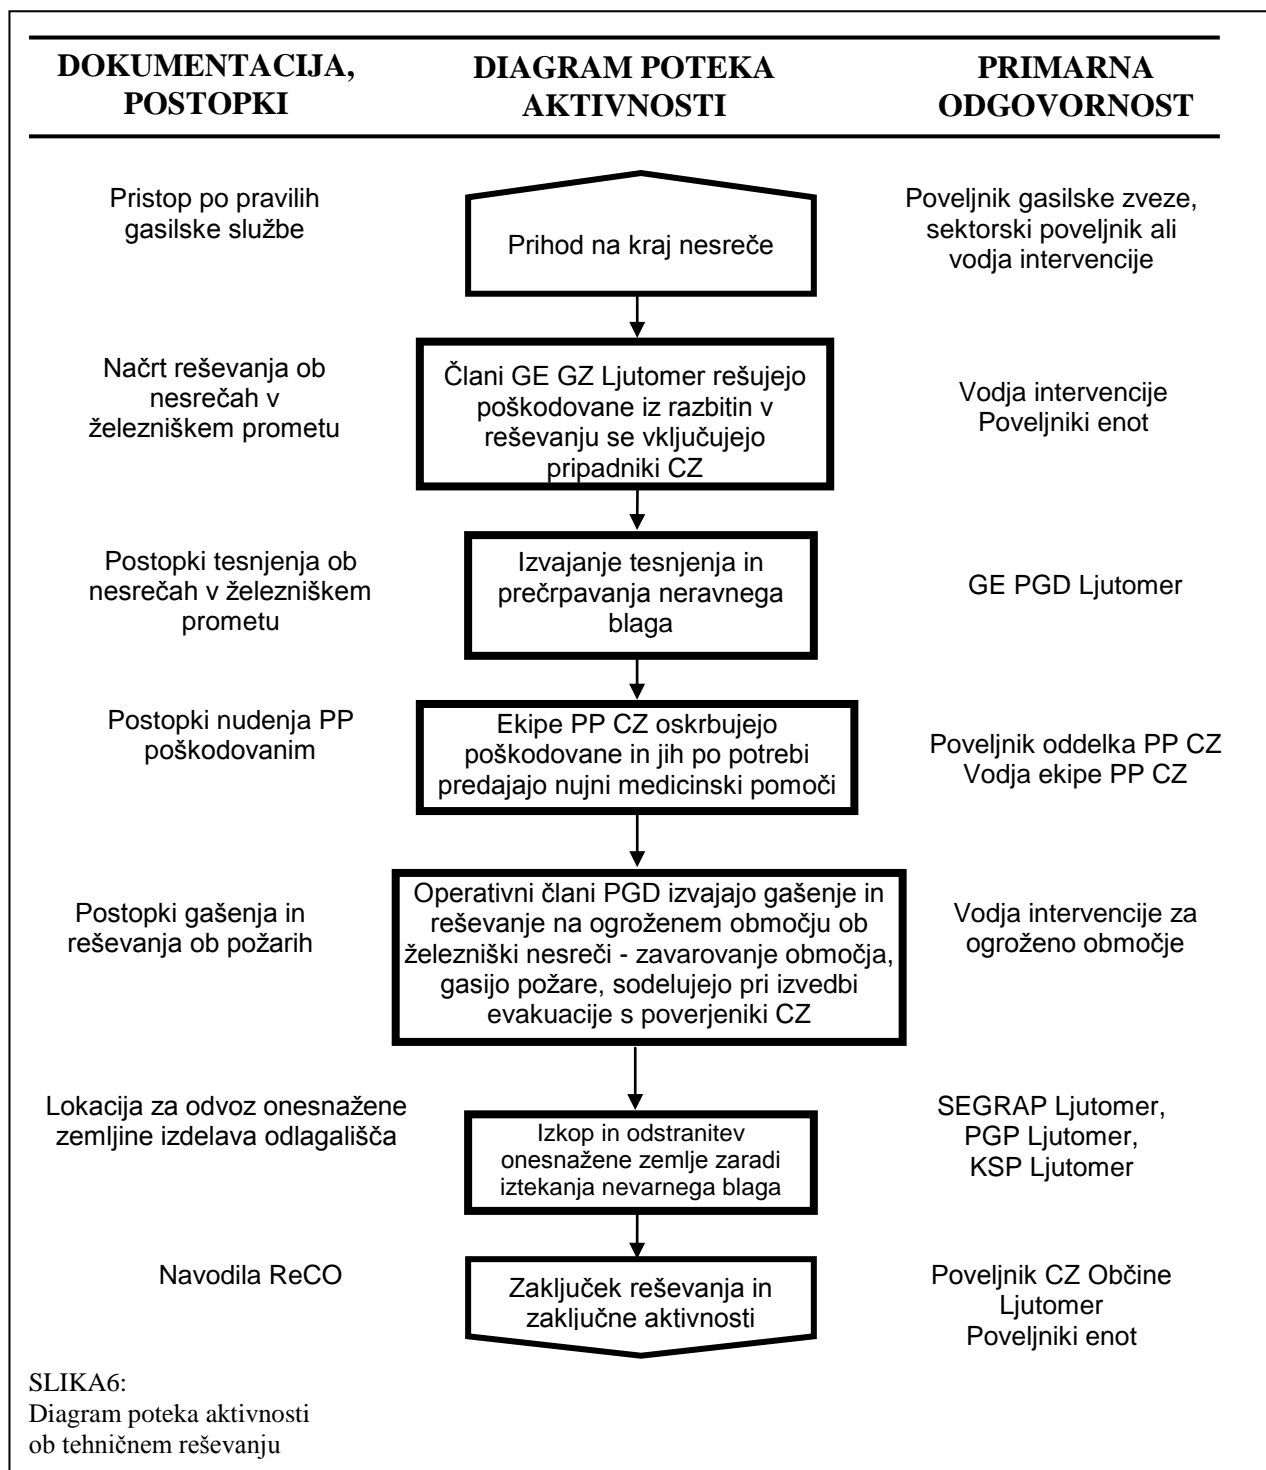 DOKUMENTACIJA,
POSTOPKI
DIAGRAM POTEKA
AKTIVNOSTI
PRIMARNA
ODGOVORNOST
Pristop po pravilih
gasilske službe
Prihod na kraj nesreče
Poveljnik gasilske zveze,
sektorski poveljnik ali
vodja intervencije
Načrt reševanja ob
nesrečah v
železniškem prometu
Člani GE GZ Ljutomer rešujejo
poškodovane iz razbitin v
reševanju se vključujejo
pripadniki CZ
Vodja intervencije
Poveljniki enot
Postopki tesnjenja ob
nesrečah v železniškem
prometu
Izvajanje tesnjenja in
prečrpavanja neravnega
blaga
GE PGD Ljutomer
Postopki nudenja PP
poškodovanim
Ekipe PP CZ oskrbujejo
poškodovane in jih po potrebi
predajajo nujni medicinski pomoči
Poveljnik oddelka PP CZ
Vodja ekipe PP CZ
Postopki gašenja in
reševanja ob požarih
Operativni člani PGD izvajajo gašenje in
reševanje na ogroženem območju ob
železniški nesreči - zavarovanje območja,
gasijo požare, sodelujejo pri izvedbi
evakuacije s poverjeniki CZ
Vodja intervencije za
ogroženo območje
Lokacija za odvoz onesnažene
zemljine izdelava odlagališča
Izkop in odstranitev
onesnažene zemlje zaradi
iztekanja nevarnega blaga
SEGRAP Ljutomer,
PGP Ljutomer,
KSP Ljutomer
Navodila ReCO
Zaključek reševanja in
zaključne aktivnosti
Poveljnik CZ Občine
Ljutomer
Poveljniki enot
SLIKA6:
Diagram poteka aktivnosti
ob tehničnem reševanju